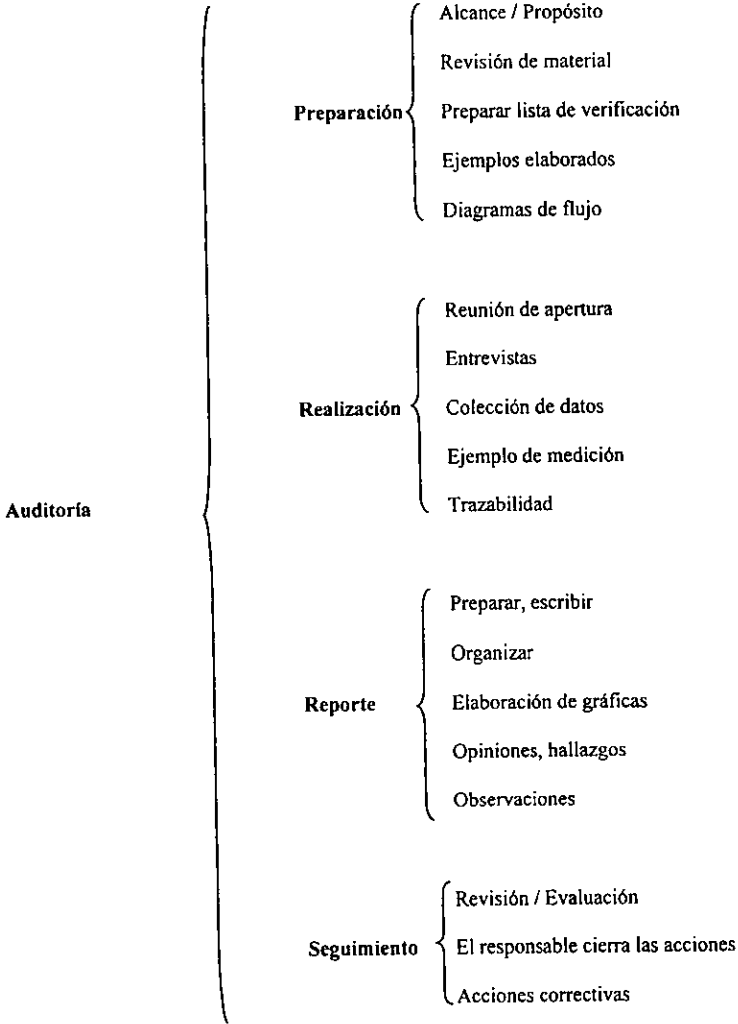 Auditoría
Preparación
Alcance / Propósito
Revisión de material
Preparar lista de verificación
Ejemplos elaborados
Diagramas de flujo
Realización
Reunión de apertura
Entrevistas
Colección de datos
Ejemplo de medición
Trazabilidad
Reporte
Preparar, escribir
Organizar
Elaboración de gráficas
Opiniones, hallazgos
Observaciones
Seguimiento
Revisión / Evaluación
El responsable cierra las acciones
Acciones correctivas